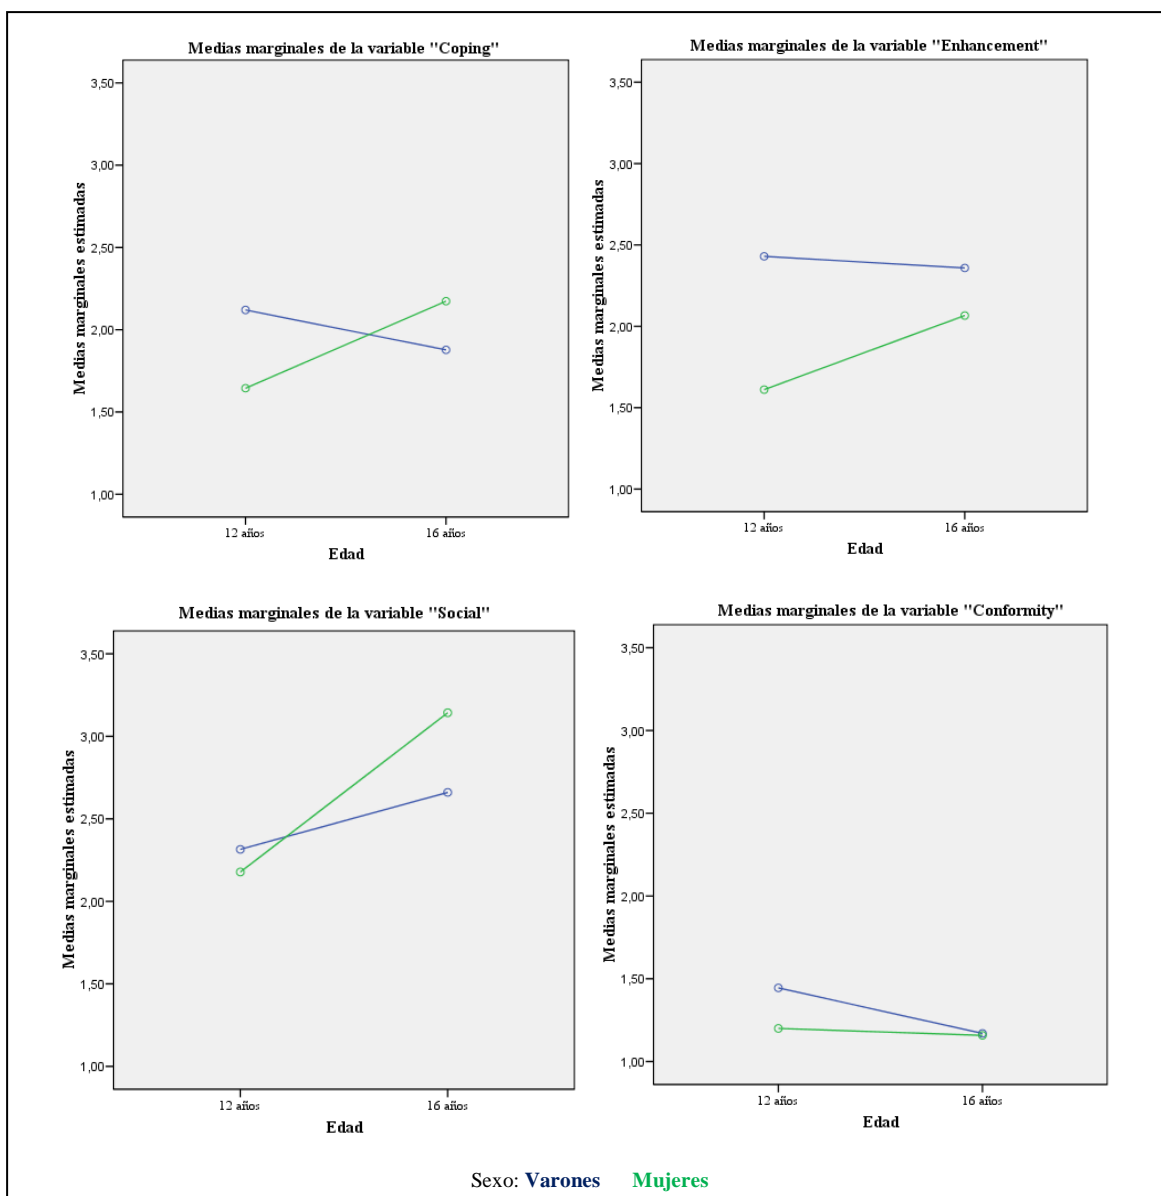 Medias marginales de la variable "Coping"
3,50
3,00
2,50
2,00
1,50
1,00
Medias marginales estimadas
12 años
16 años
Edad
Medias marginales de la variable "Enhancement"
3,50
3,00
2,50
2,00
1,50
1,00
Medias marginales estimadas
12 años
16 años
Edad
Medias marginales de la variable "Social"
3,50
3,00
2,50
2,00
1,50
1,00
Medias marginales estimadas
12 años
16 años
Edad
Medias marginales de la variable "Conformity"
3,50
3,00
2,50
2,00
1,50
1,00
Medias marginales estimadas
12 años
16 años
Edad
Sexo: Varones Mujeres